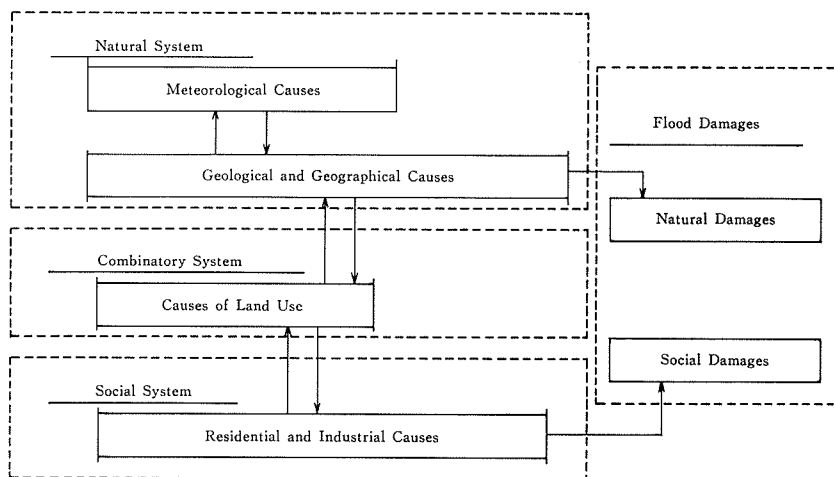 Natural System
Meteorological Causes
Geological and Geographical Causes
Combinatory System
Causes of Land Use
Social System
Residential and Industrial Causes
Flood Damages
Natural Damages
Social Damages